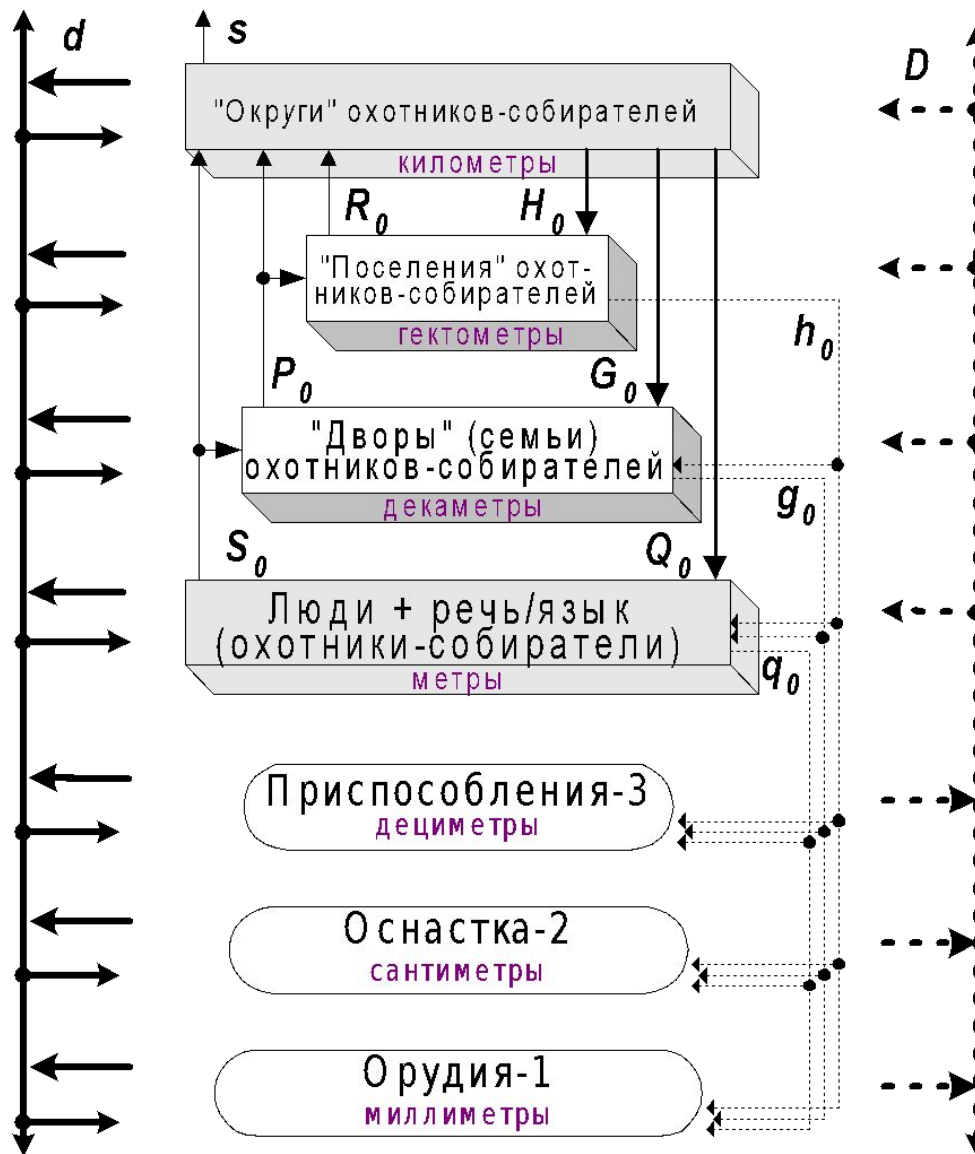 d
s
D
"Округи" охотников-собирателей
километры
R0
H0
"Поселения" охот-
ников-собирателей
гектометры
h0
P0
G0
"Дворы" (семьи)
охотников-собирателей
декаметры
g0
S0
Q0
Люди + речь/язык
(охотники-собиратели)
метры
q0
Приспособления-3
дециметры
Оснастка-2
сантиметры
Орудия-1
миллиметры